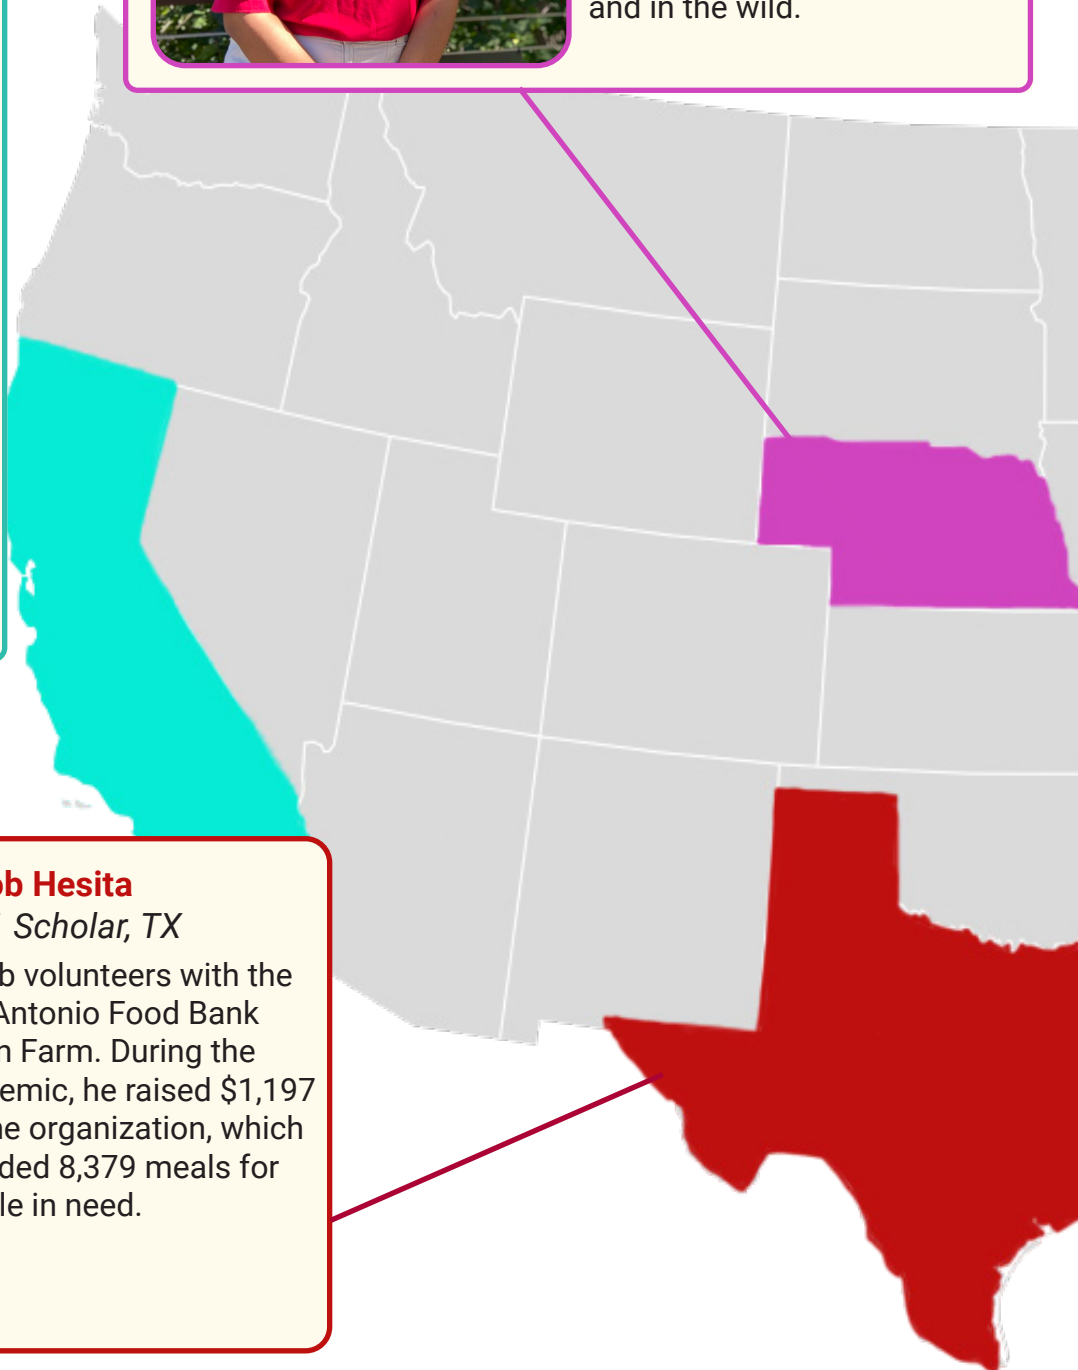 and in the wild.
ob Hesita
Scholar, TX
b volunteers with the
Antonio Food Bank
n Farm. During the
emic, he raised $1,197
ne organization, which
ded 8,379 meals for
le in need.